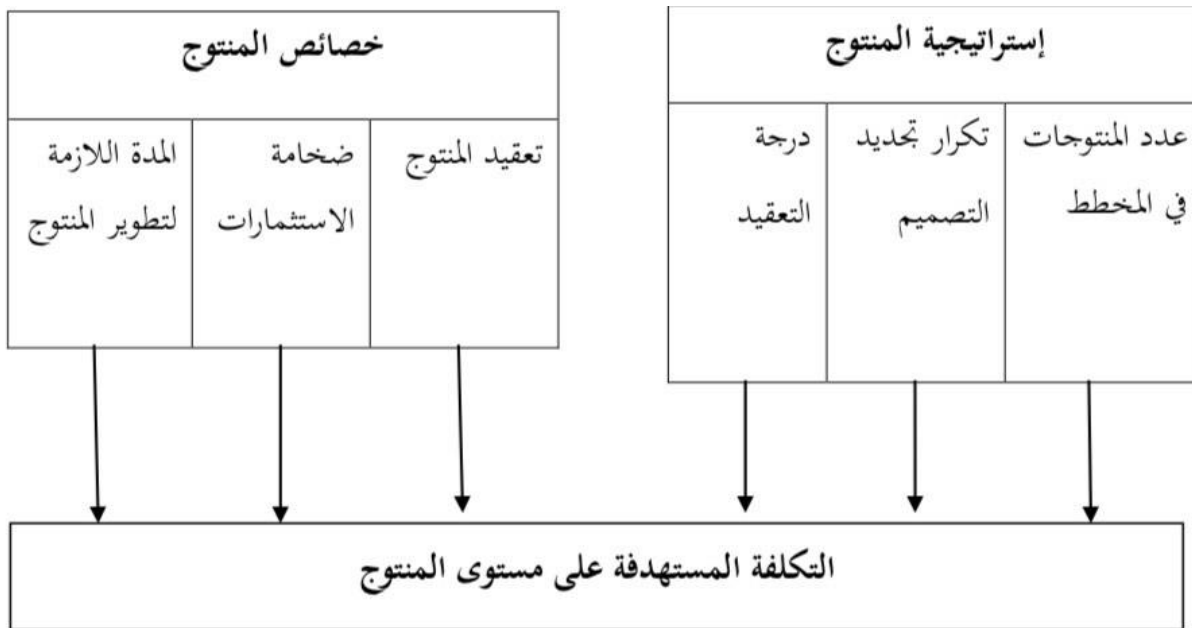 إستراتيجية المنتوج
عدد المنتوجات
في المخطط
تكرار تجديد
التصميم
درجة
التعقيد
خصائص المنتوج
تعقيد المنتوج
ضخامة
الاستثمارات
المدة اللازمة
لتطوير المنتوج
التكلفة المستهدفة على مستوى المنتوج